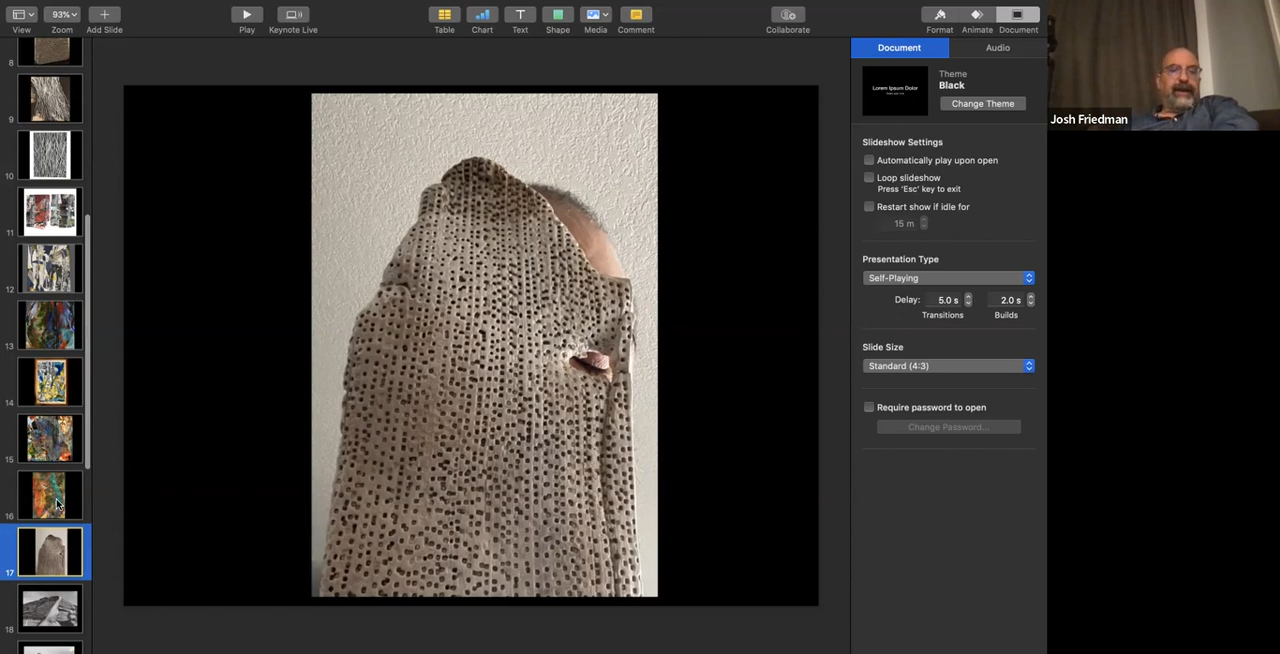 93%
View
Zoom
Add Slide
Play
Keynote Live
Table
Chart
Text
Shape
Media
Comment
Collaborate
Format
Animate
Document
Document
Audio
Theme
Black
Change Theme
Lorem Ipsum Dolor
Slideshow Settings
Automatically play upon open
Loop slideshow
Press 'Esc' key to exit
Restart show if idle for
15 m
Presentation Type
Self-Playing
Delay:
5.0 s
2.0 s
Transitions
Builds
Slide Size
Standard (4:3)
Require password to open
Change Password...
8
9
10
11
12
13
14
15
16
17
18
Josh Friedman